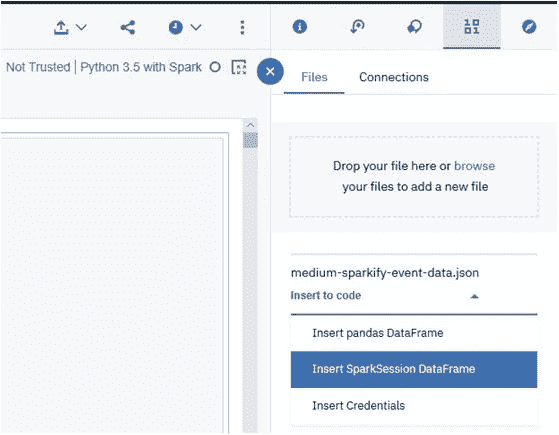 Not Trusted | Python 3.5 with Spark
Files
Connections
Drop your file here or browse
your files to add a new file
medium-sparkify-event-data.json
Insert to code
Insert pandas DataFrame
Insert SparkSession DataFrame
Insert Credentials